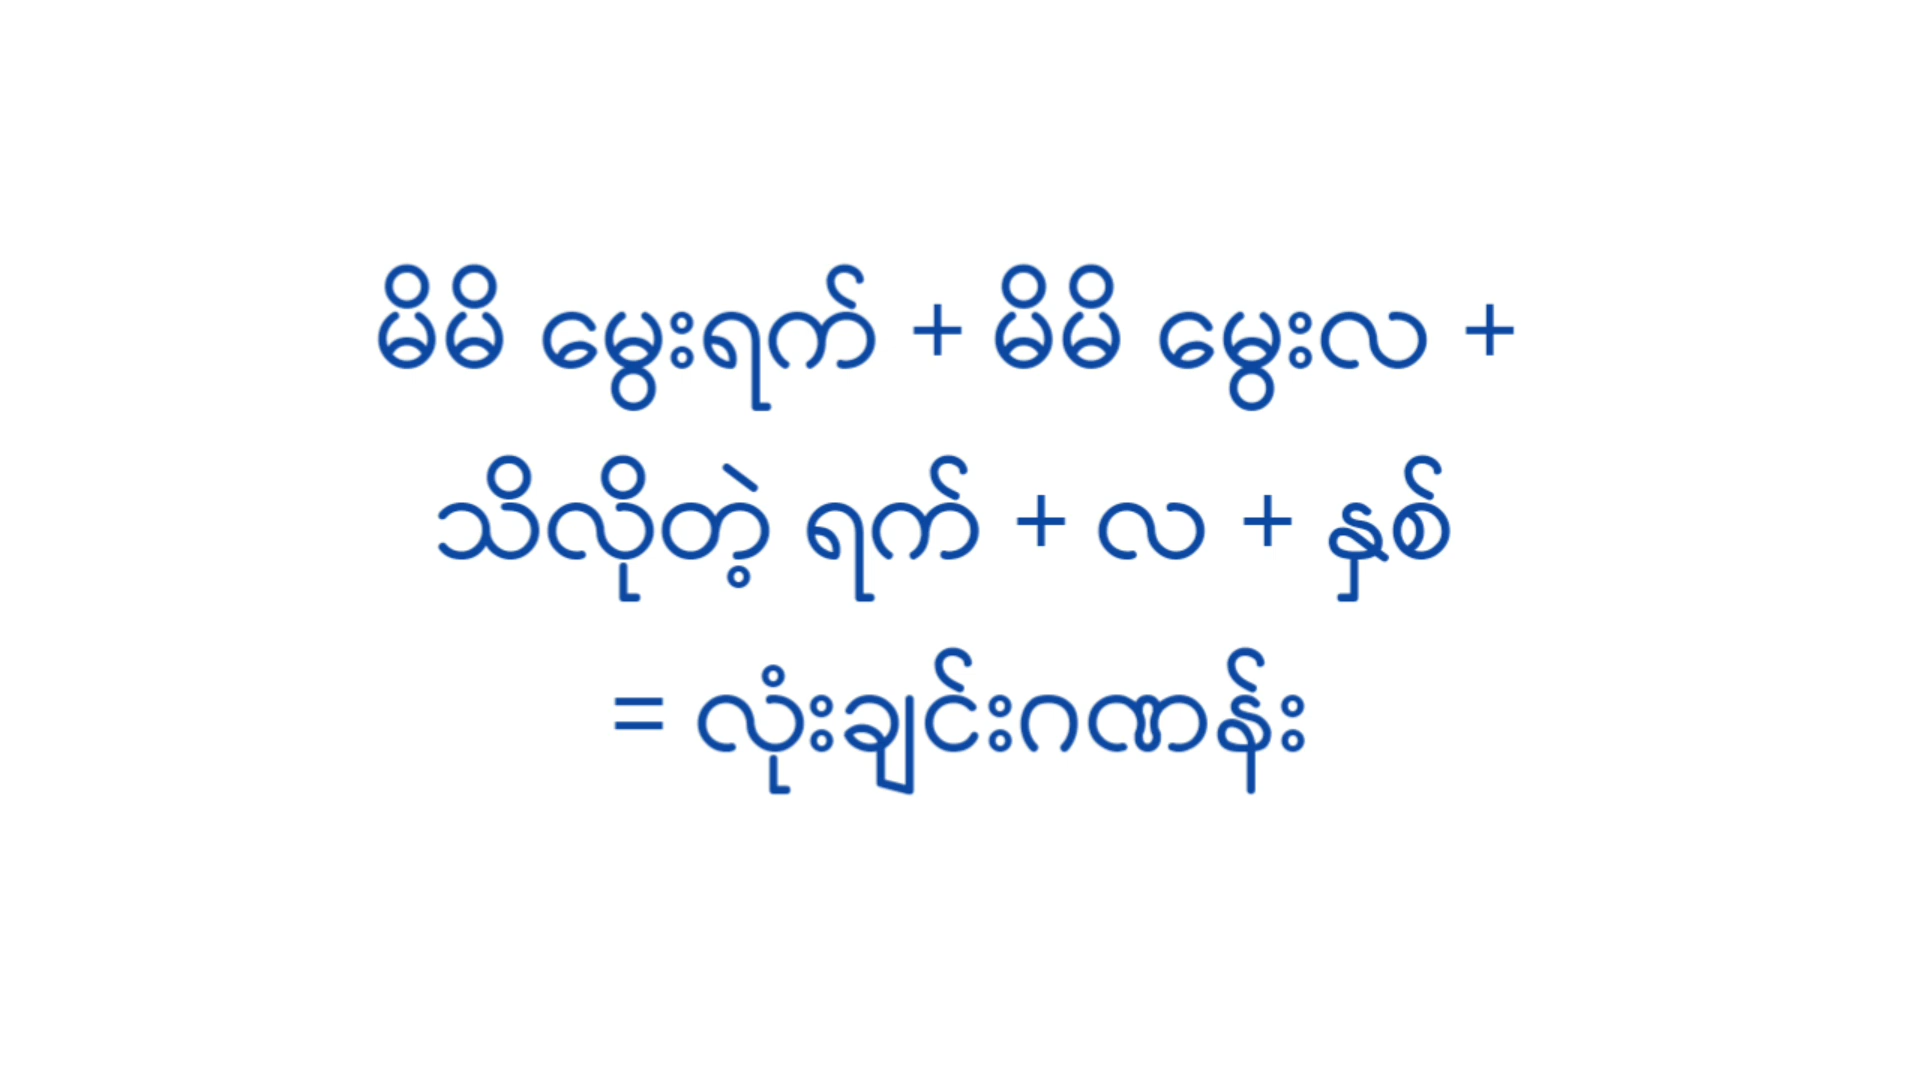 မိမိ မွေးရက် + မိမိ မွေးလ +
သိလိုတဲ့ ရက် + လ + နှစ်
= လုံးချင်းဂဏန်း